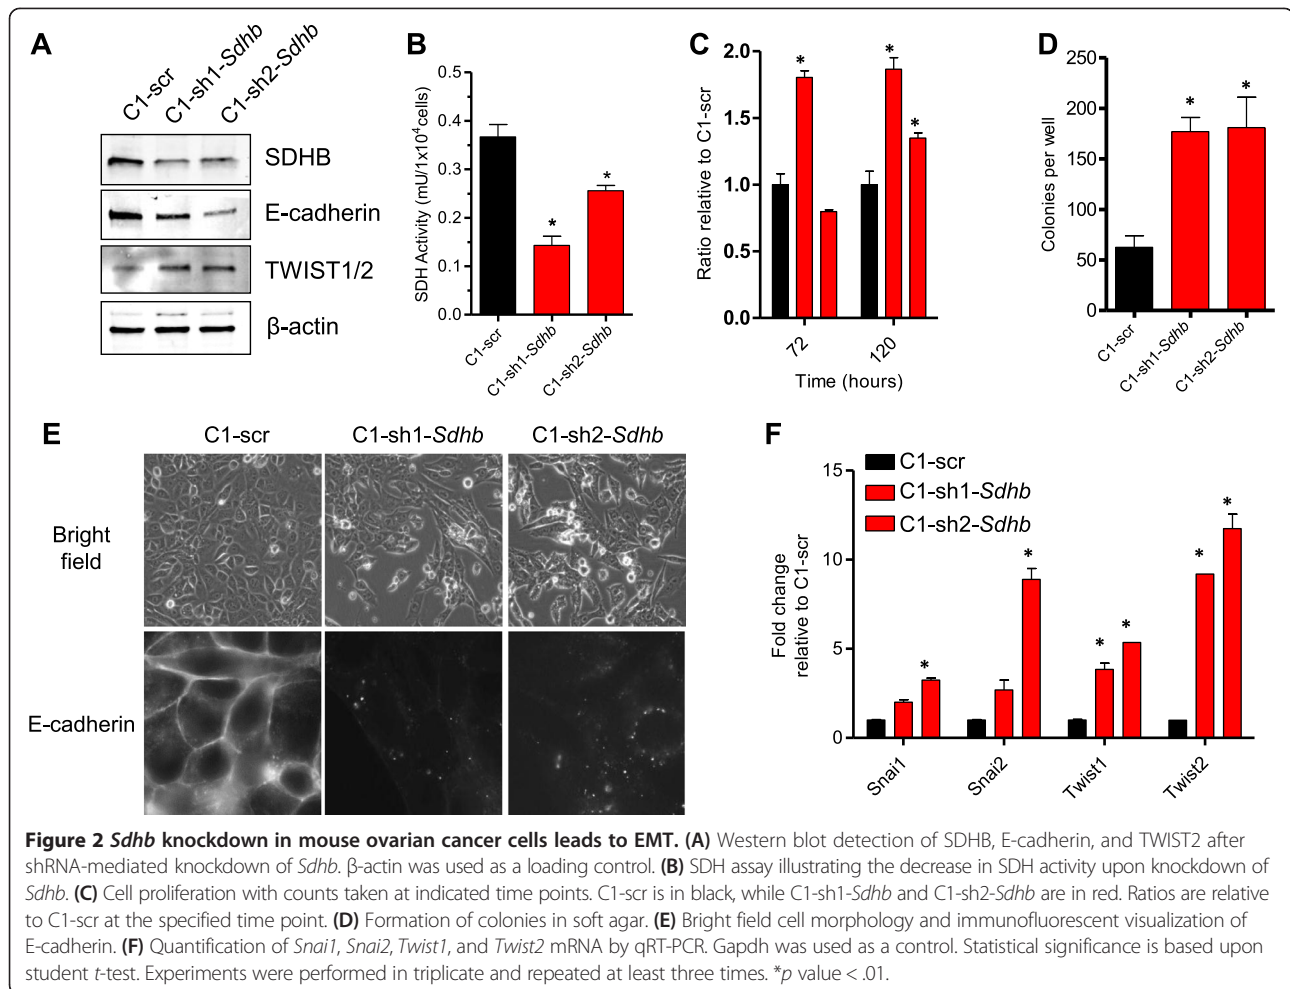 A
C1-scr
C1-sh1-Sdhb
C1-sh2-Sdhb
SDHB
E-cadherin
TWIST1/2
β-actin
B
SDH Activity (mU/1x10⁴cells)
0.5
0.4
0.3
0.2
0.1
0.0
*
*
C1-scr
C1-sh1-Sdhb
C1-sh2-Sdhb
C
Ratio relative to C1-scr
2.0
1.5
1.0
0.5
0.0
*
*
*
72
120
Time (hours)
D
Colonies per well
250
200
150
100
50
0
*
*
C1-scr
C1-sh1-Sdhb
C1-sh2-Sdhb
E
C1-scr
C1-sh1-Sdhb
C1-sh2-Sdhb
Bright
field
E-cadherin
F
C1-scr
C1-sh1-Sdhb
C1-sh2-Sdhb
Fold change
relative to C1-scr
15
10
5
0
*
*
*
*
*
*
Snai1
Snai2
Twist1
Twist2
Figure 2 Sdhb knockdown in mouse ovarian cancer cells leads to EMT. (A) Western blot detection of SDHB, E-cadherin, and TWIST2 after
shRNA-mediated knockdown of Sdhb. β-actin was used as a loading control. (B) SDH assay illustrating the decrease in SDH activity upon knockdown of
Sdhb. (C) Cell proliferation with counts taken at indicated time points. C1-scr is in black, while C1-sh1-Sdhb and C1-sh2-Sdhb are in red. Ratios are relative
to C1-scr at the specified time point. (D) Formation of colonies in soft agar. (E) Bright field cell morphology and immunofluorescent visualization of
E-cadherin. (F) Quantification of Snai1, Snai2, Twist1, and Twist2 mRNA by qRT-PCR. Gapdh was used as a control. Statistical significance is based upon
student t-test. Experiments were performed in triplicate and repeated at least three times. *p value < .01.